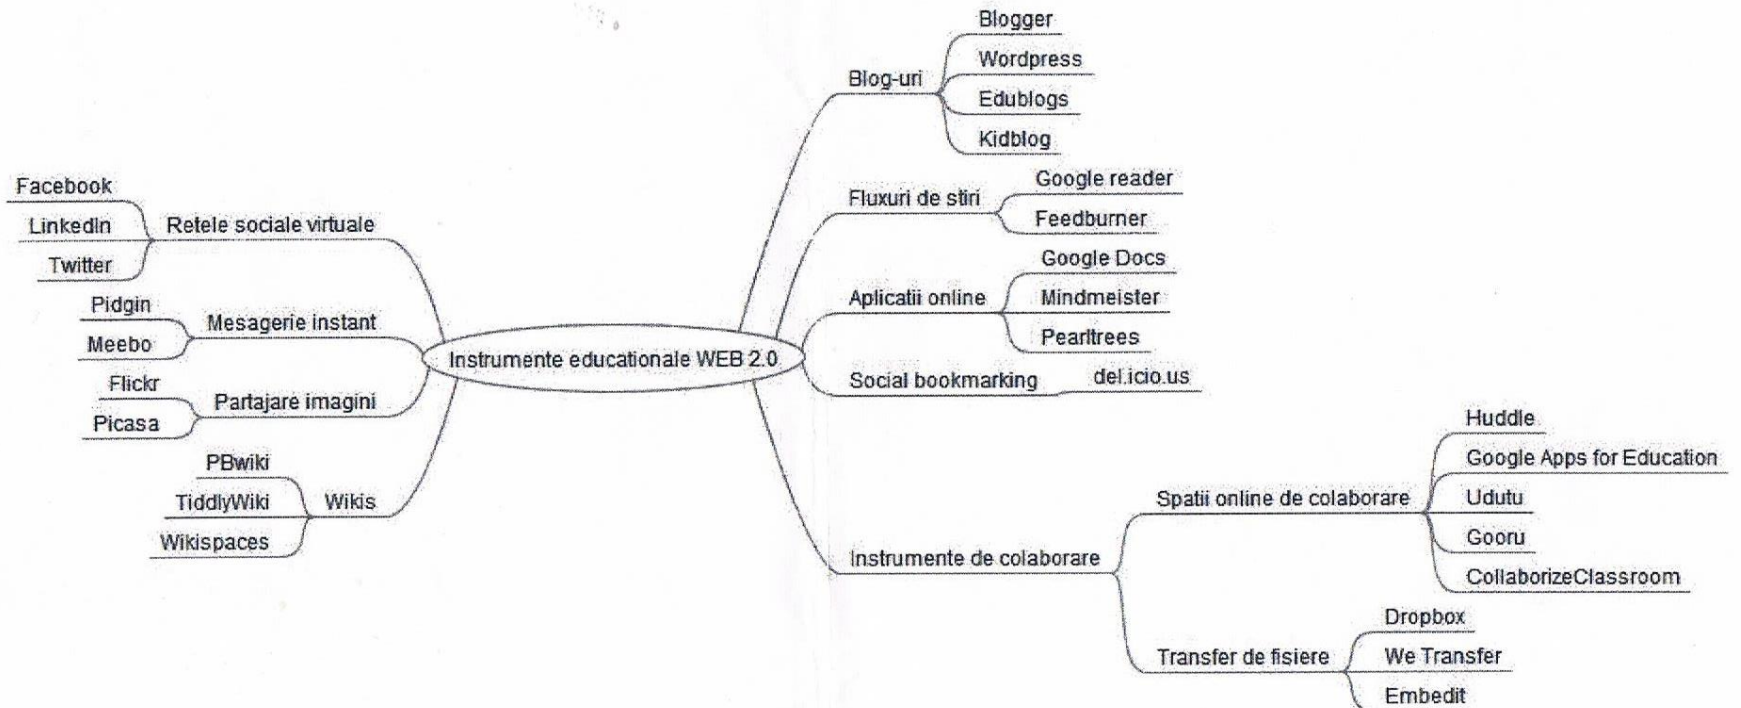 Instrumente educationale WEB 2.0
Retele sociale virtuale
Facebook
LinkedIn
Twitter
Mesagerie instant
Pidgin
Meebo
Partajare imagini
Flickr
Picasa
Wikis
PBwiki
TiddlyWiki
Wikispaces
Blog-uri
Blogger
Wordpress
Edublogs
Kidblog
Fluxuri de stiri
Google reader
Feedburner
Aplicatii online
Google Docs
Mindmeister
Pearltrees
Social bookmarking
del.icio.us
Instrumente de colaborare
Spatii online de colaborare
Huddle
Google Apps for Education
Udutu
Gooru
CollaborizeClassroom
Transfer de fisiere
Dropbox
We Transfer
Embedit